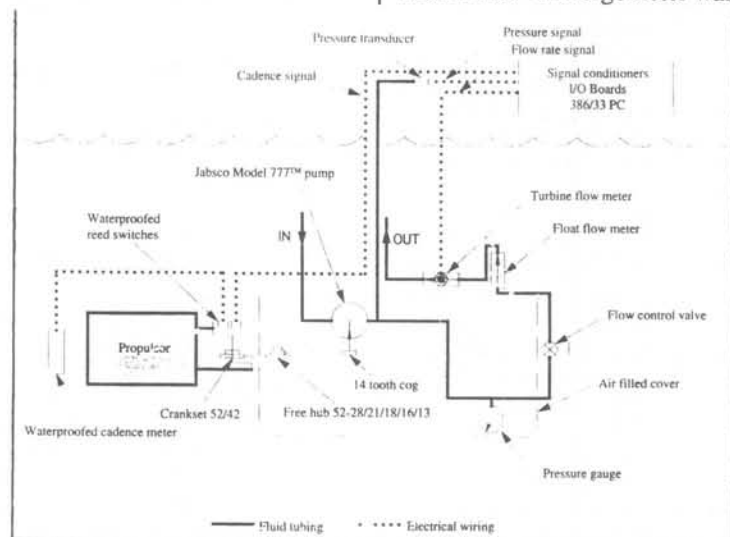 Pressure transducer
Pressure signal
Flow rate signal
Cadence signal
Signal conditioners
I/O Boards
386/33 PC
Jabsco Model 777™ pump
Waterproofed
reed switches
IN
OUT
Turbine flow meter
Float flow meter
Propulsor
Flow control valve
14 tooth cog
Air filled cover
Crankset 52/42
Free hub 52-28/21/18/16/13
Waterproofed cadence meter
Pressure gauge
Fluid tubing
Electrical wiring